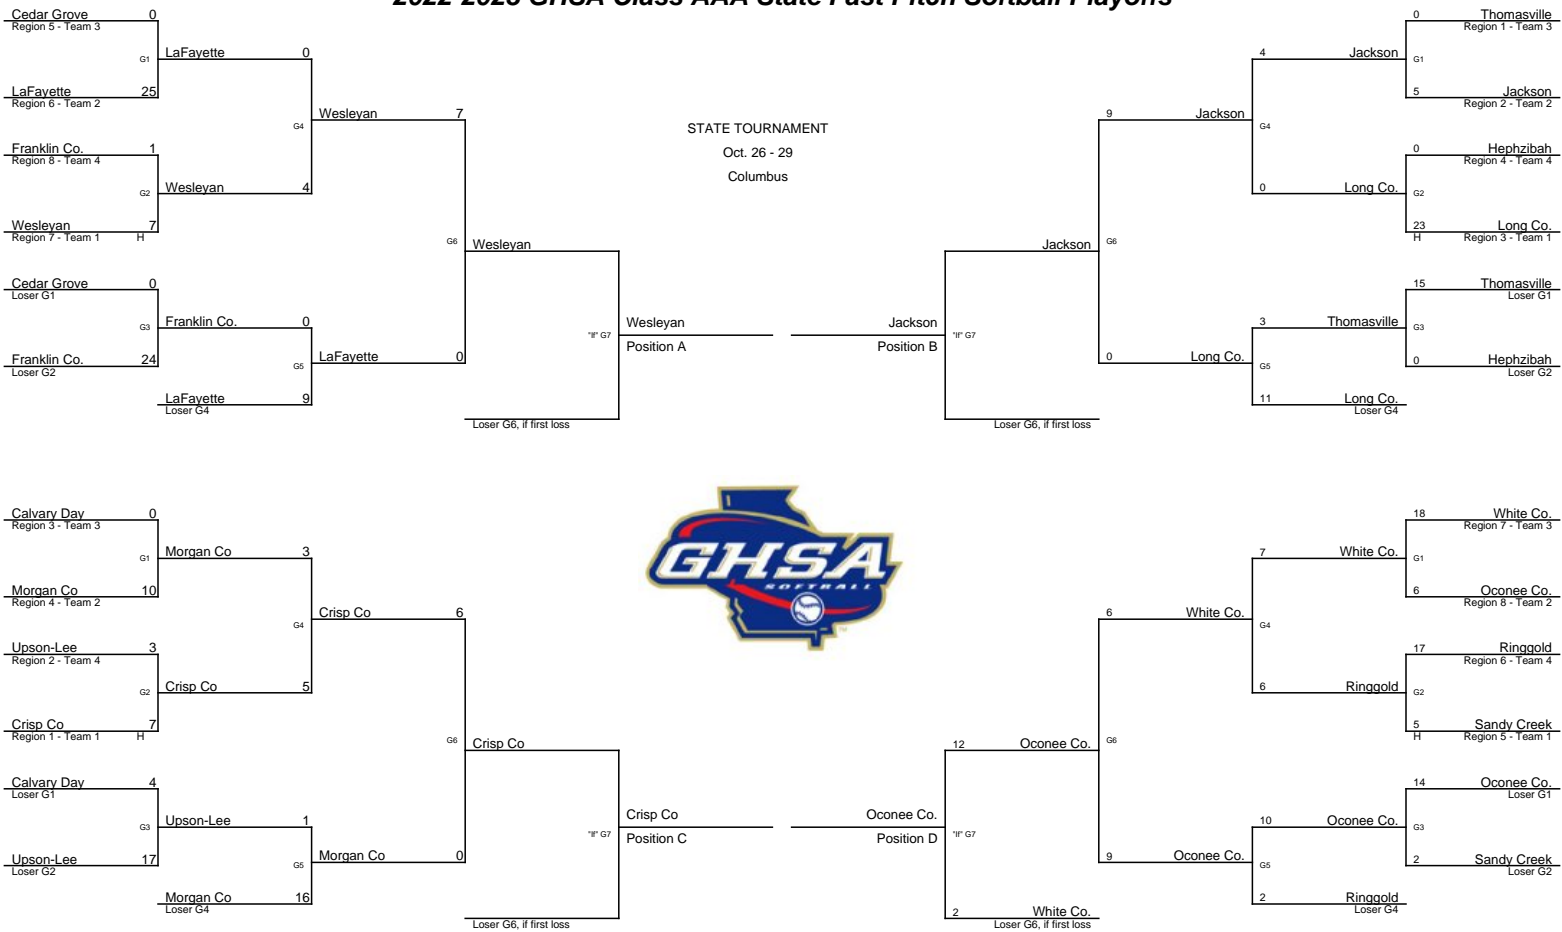 2022-2023 GHSA Class AAA State Fast Pitch Softball Playoffs
Cedar Grove 0
Region 5 - Team 3
G1
LaFayette 0
LaFayette 25
Region 6 - Team 2
G4
Wesleyan 7
Franklin Co. 1
Region 8 - Team 4
G2
Wesleyan 4
Wesleyan 7
Region 7 - Team 1 H
G6
Wesleyan
Cedar Grove 0
Loser G1
G3
Franklin Co. 0
Franklin Co. 24
Loser G2
G5
LaFayette 0
LaFayette 9
Loser G4
"If" G7
Loser G6, if first loss
Wesleyan
Position A
STATE TOURNAMENT
Oct. 26 - 29
Columbus
0 Thomasville
Region 1 - Team 3
4 Jackson
G1
5 Jackson
Region 2 - Team 2
9 Jackson
G4
0 Hephzibah
Region 4 - Team 4
0 Long Co.
G2
23 Long Co.
H Region 3 - Team 1
Jackson
G6
15 Thomasville
Loser G1
3 Thomasville
G3
0 Hephzibah
Loser G2
0 Long Co.
G5
11 Long Co.
Loser G4
"If" G7
Loser G6, if first loss
Jackson
Position B
Calvary Day 0
Region 3 - Team 3
G1
Morgan Co 3
Morgan Co 10
Region 4 - Team 2
G4
Crisp Co 6
Upson-Lee 3
Region 2 - Team 4
G2
Crisp Co 5
Crisp Co 7
Region 1 - Team 1 H
G6
Crisp Co
Calvary Day 4
Loser G1
G3
Upson-Lee 1
Upson-Lee 17
Loser G2
G5
Morgan Co 0
Morgan Co 16
Loser G4
"If" G7
Loser G6, if first loss
Crisp Co
Position C
GHSA
SOFTBALL
TM
18 White Co.
Region 7 - Team 3
7 White Co.
G1
6 Oconee Co.
Region 8 - Team 2
6 White Co.
G4
17 Ringgold
Region 6 - Team 4
6 Ringgold
G2
5 Sandy Creek
H Region 5 - Team 1
12 Oconee Co.
G6
14 Oconee Co.
Loser G1
10 Oconee Co.
G3
2 Sandy Creek
Loser G2
9 Oconee Co.
G5
2 Ringgold
Loser G4
"If" G7
2 White Co.
Loser G6, if first loss
Oconee Co.
Position D